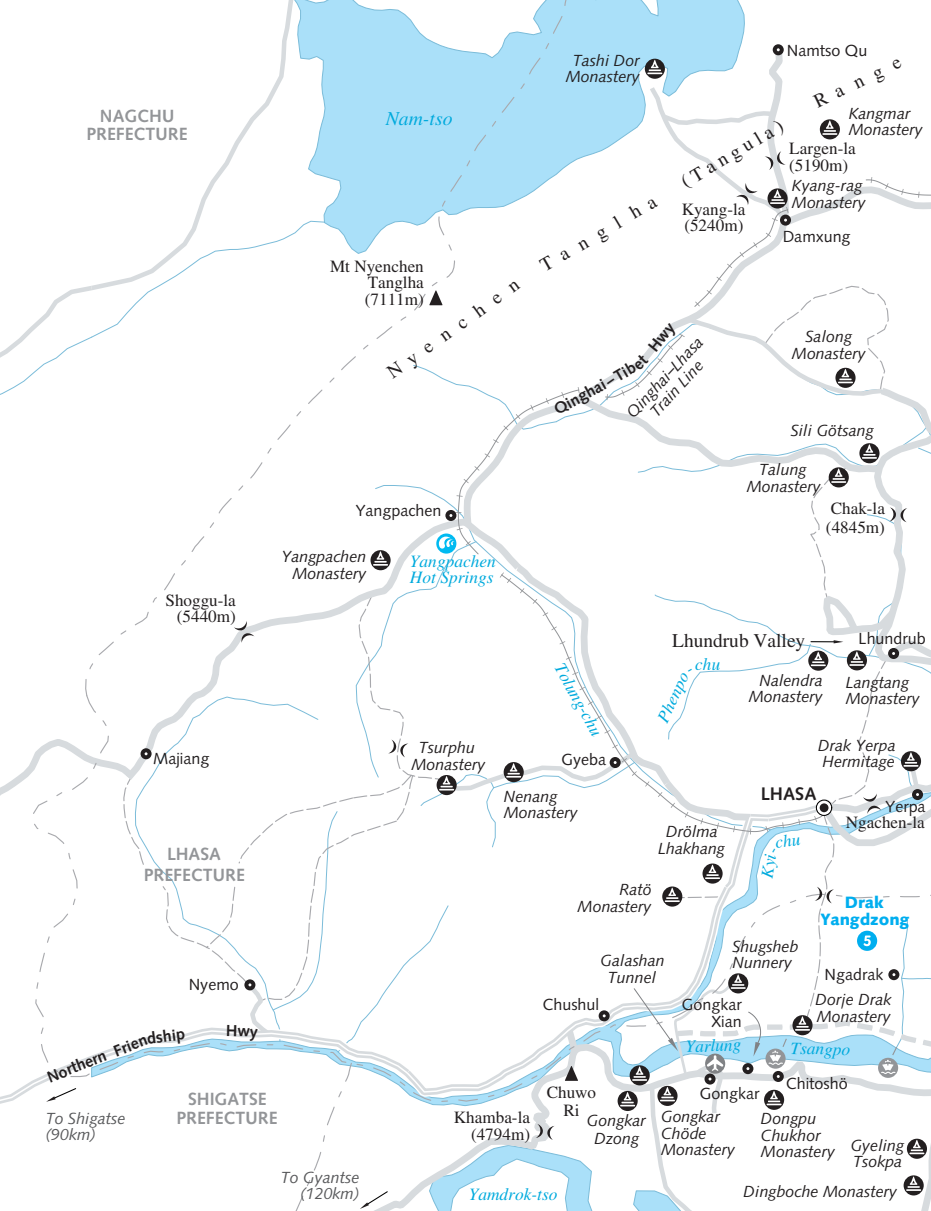 Tashi Dor
Monastery
Namtso Qu
NAGCHU
PREFECTURE
Nam-tso
Nyenchen Tanglha (Tangula) Range
Kangmar
Monastery
Largen-la
(5190m)
Kyang-rag
Monastery
Kyang-la
(5240m)
Damxung
Mt Nyenchen
Tanglha
(7111m)
Salong
Monastery
Qinghai–Tibet Hwy
Qinghai–Lhasa
Train Line
Sili Götsang
Talung
Monastery
Chak-la
(4845m)
Yangpachen
Yangpachen
Monastery
Yangpachen
Hot Springs
Shoggu-la
(5440m)
Lhundrub Valley
Lhundrub
Nalendra
Monastery
Langtang
Monastery
Phenpo-chu
Tolung-chu
Majiang
Tsurphu
Monastery
Gyeba
Nenang
Monastery
Drak Yerpa
Hermitage
LHASA
Yerpa
Ngachen-la
Drölma
Lhakhang
Kyi-chu
LHASA
PREFECTURE
Ratö
Monastery
Drak
Yangdzong
5
Shugsheb
Nunnery
Galashan
Tunnel
Ngadrak
Nyemo
Gongkar
Xian
Dorje Drak
Monastery
Chushul
Northern Friendship Hwy
Yarlung Tsangpo
Chitoshö
Gongkar
Chuwo
Ri
SHIGATSE
PREFECTURE
To Shigatse
(90km)
Khamba-la
(4794m)
Gongkar
Dzong
Gongkar
Chöde
Monastery
Dongpu
Chukhor
Monastery
Gyeling
Tsokpa
To Gyantse
(120km)
Yamdrok-tso
Dingboche Monastery